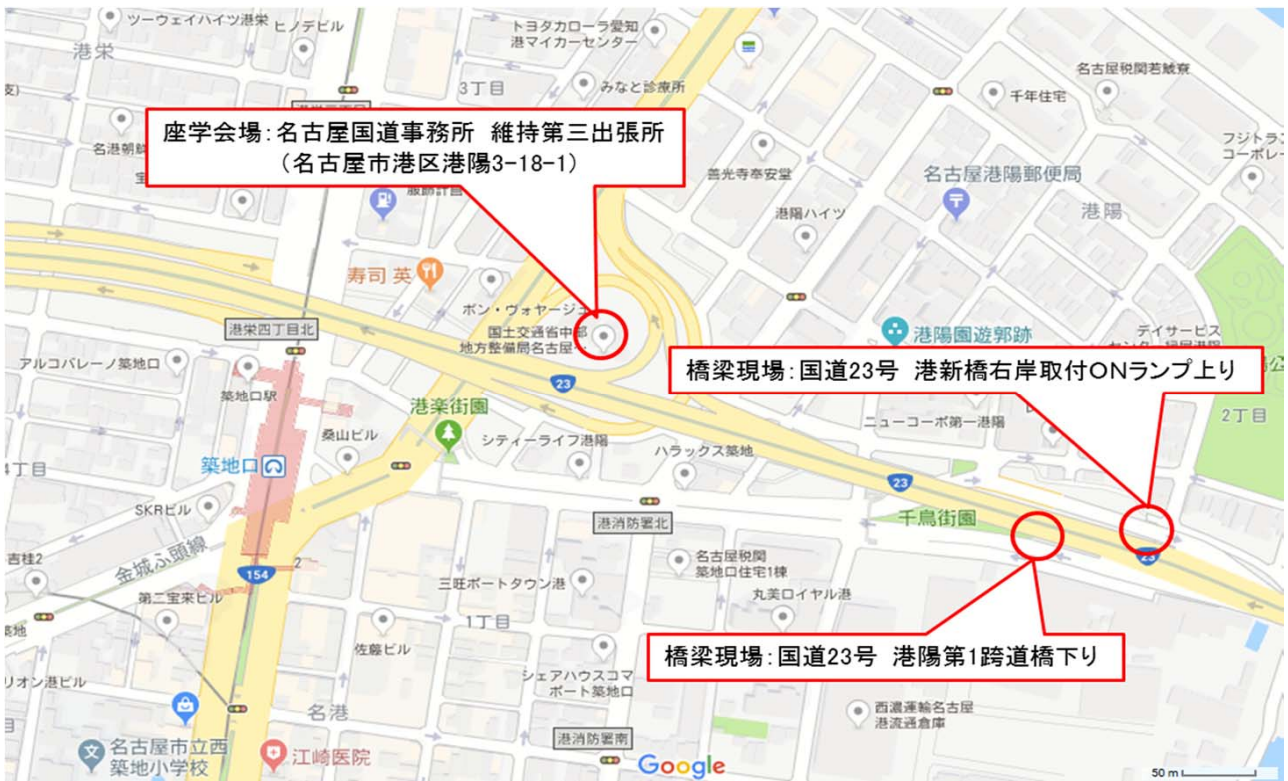 ツーウェイハイツ港栄
ヒノデビル
トヨタカローラ愛知
港マイカーセンター
港栄
3丁目
みなと診療所
名古屋税関若鯱寮
千年住宅
座学会場:名古屋国道事務所 維持第三出張所
(名古屋市港区港陽3-18-1)
善光寺奉安堂
名古屋港陽郵便局
港陽ハイツ
港陽
寿司 英
ボン・ヴォヤージュ
国土交通省中部
地方整備局名古屋…
港栄四丁目北
アルコバレーノ築地口
築地口駅
23
港陽園遊郭跡
デイサービス
橋梁現場:国道23号 港新橋右岸取付ONランプ上り
ニューコーポ第一港陽
2丁目
港楽街園
桑山ビル
シティーライフ港陽
ハラックス築地
築地口
4丁目
23
SKRビル
港消防署北
千鳥街園
吉桂2
金城ふ頭線
154
2
名古屋税関
築地口住宅1棟
23
三旺ポートタウン港
丸美ロイヤル港
第二宝来ビル
1丁目
築地
佐藤ビル
橋梁現場:国道23号 港陽第1跨道橋下り
シェアハウスコマ
ポート築地口
リオン港ビル
名港
西濃運輸名古屋
港流通倉庫
名古屋市立西
築地小学校
江崎医院
港消防署南
Google
50 m